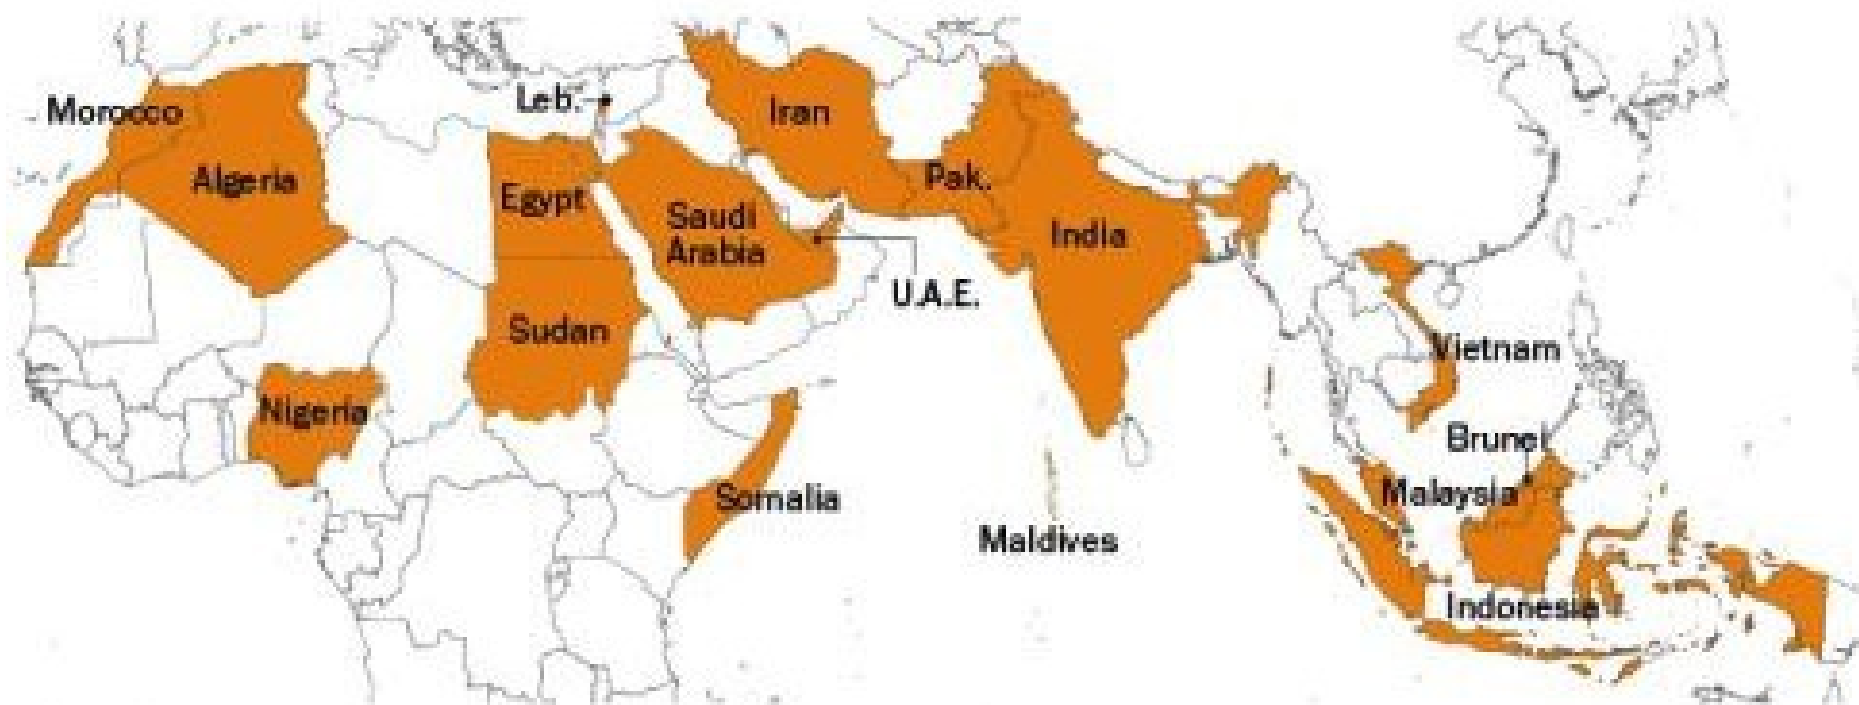 Morocco
Leb.
Iran
Algeria
Egypt
Pak.
Saudi
Arabia
India
U.A.E.
Sudan
Vietnam
Nigeria
Brunei
Somalia
Malaysia
Maldives
Indonesia